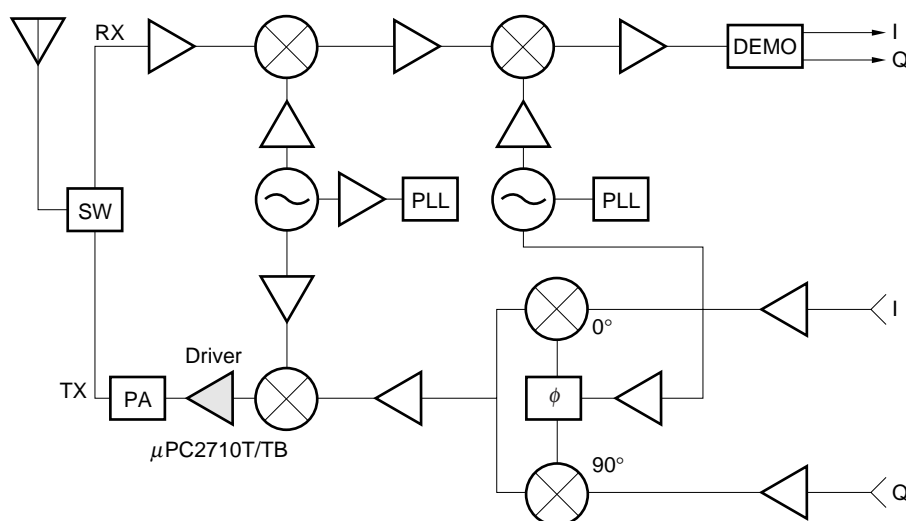 RX
DEMO
I
Q
SW
PLL
PLL
0°
I
Driver
TX
PA
ϕ
μPC2710T/TB
90°
Q